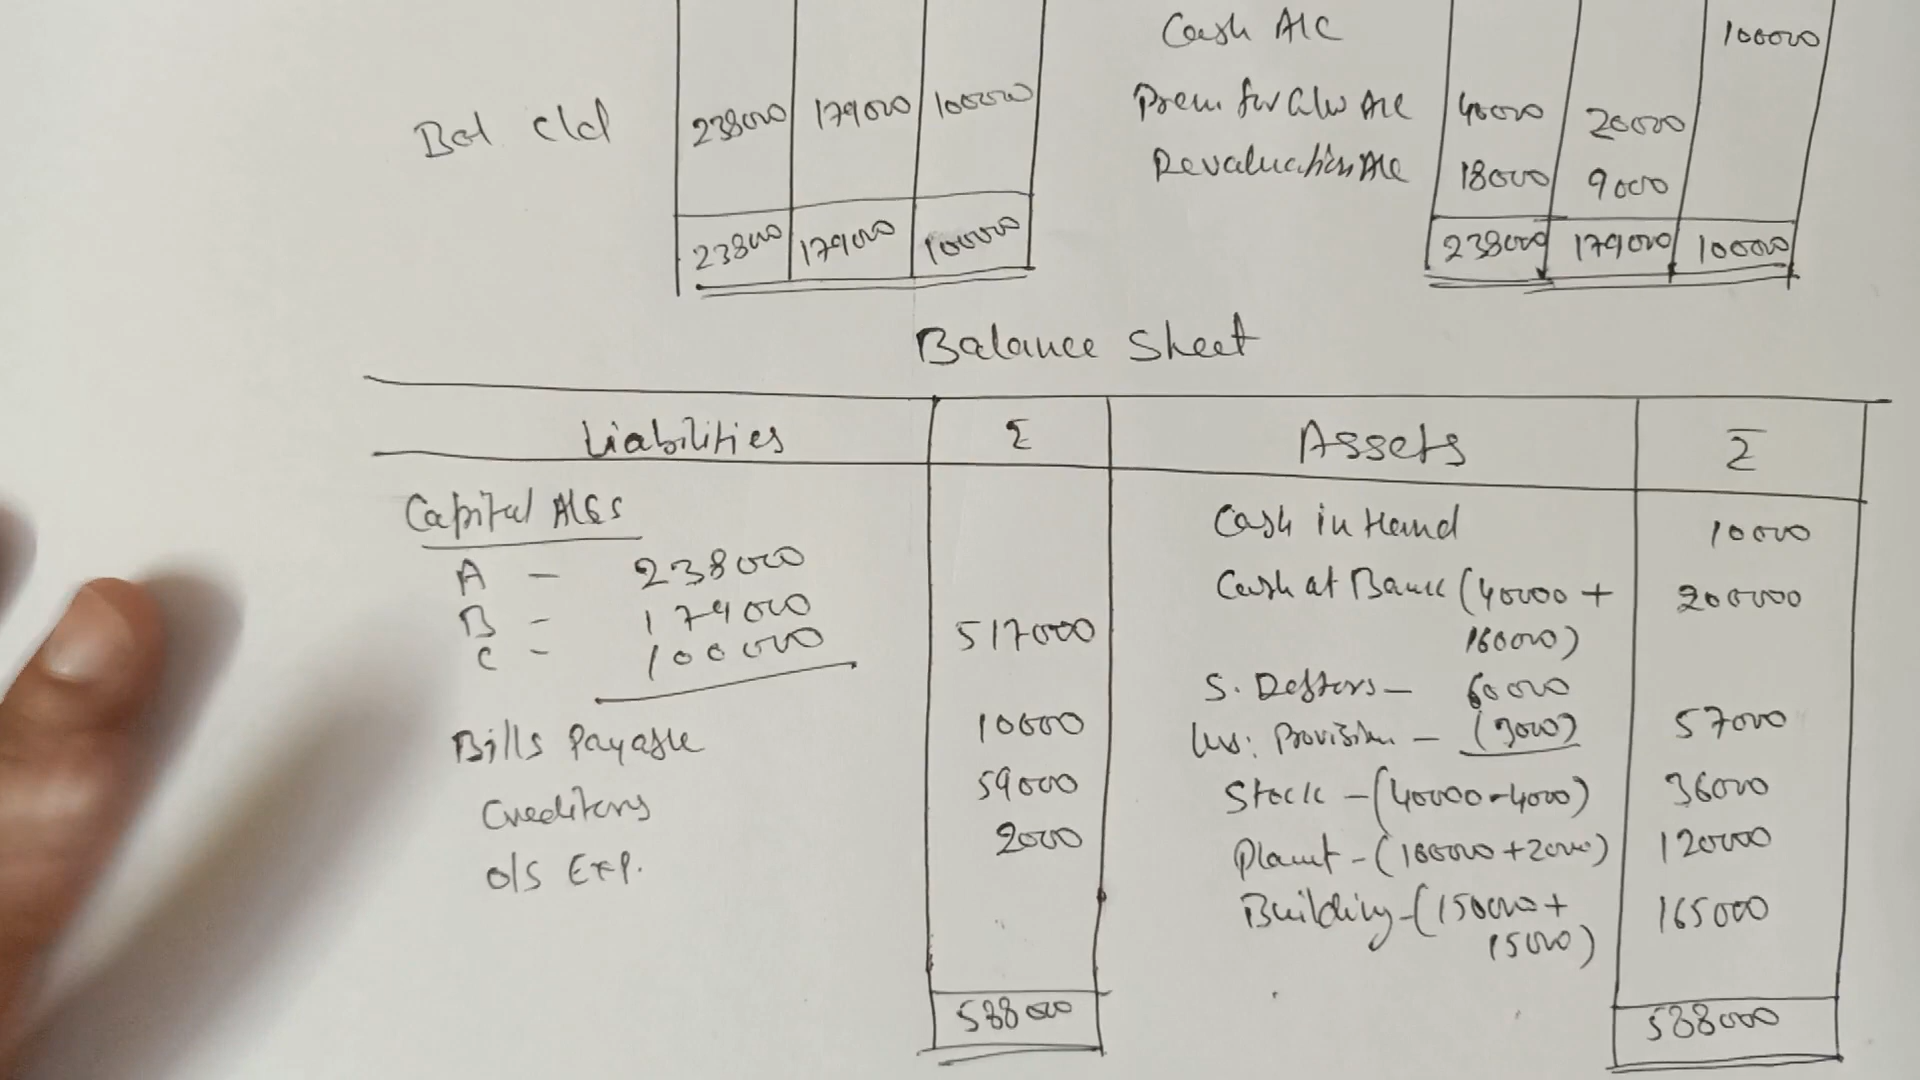 Cash A/C 100000
Bal c/d 238000 179000 100000 Prem for G/w A/c 40000 20000
Revaluation A/c 18000 9000
238000 179000 100000 238000 179000 100000
Balance Sheet
Liabilities Σ Assets Σ
Capital A/Cs
A – 238000
B – 179000
C – 100000
517000
Bills Payable 10000
Creditors 59000
O/S Exp. 2000
588000
Cash in Hand 10000
Cash at Bank (40000 + 200000
160000)
S. Debtors – 60000
Less: Provision – (3000) 57000
Stock – (40000-4000) 36000
Plant – (100000+2000) 120000
Building – (150000+ 165000
15000)
588000